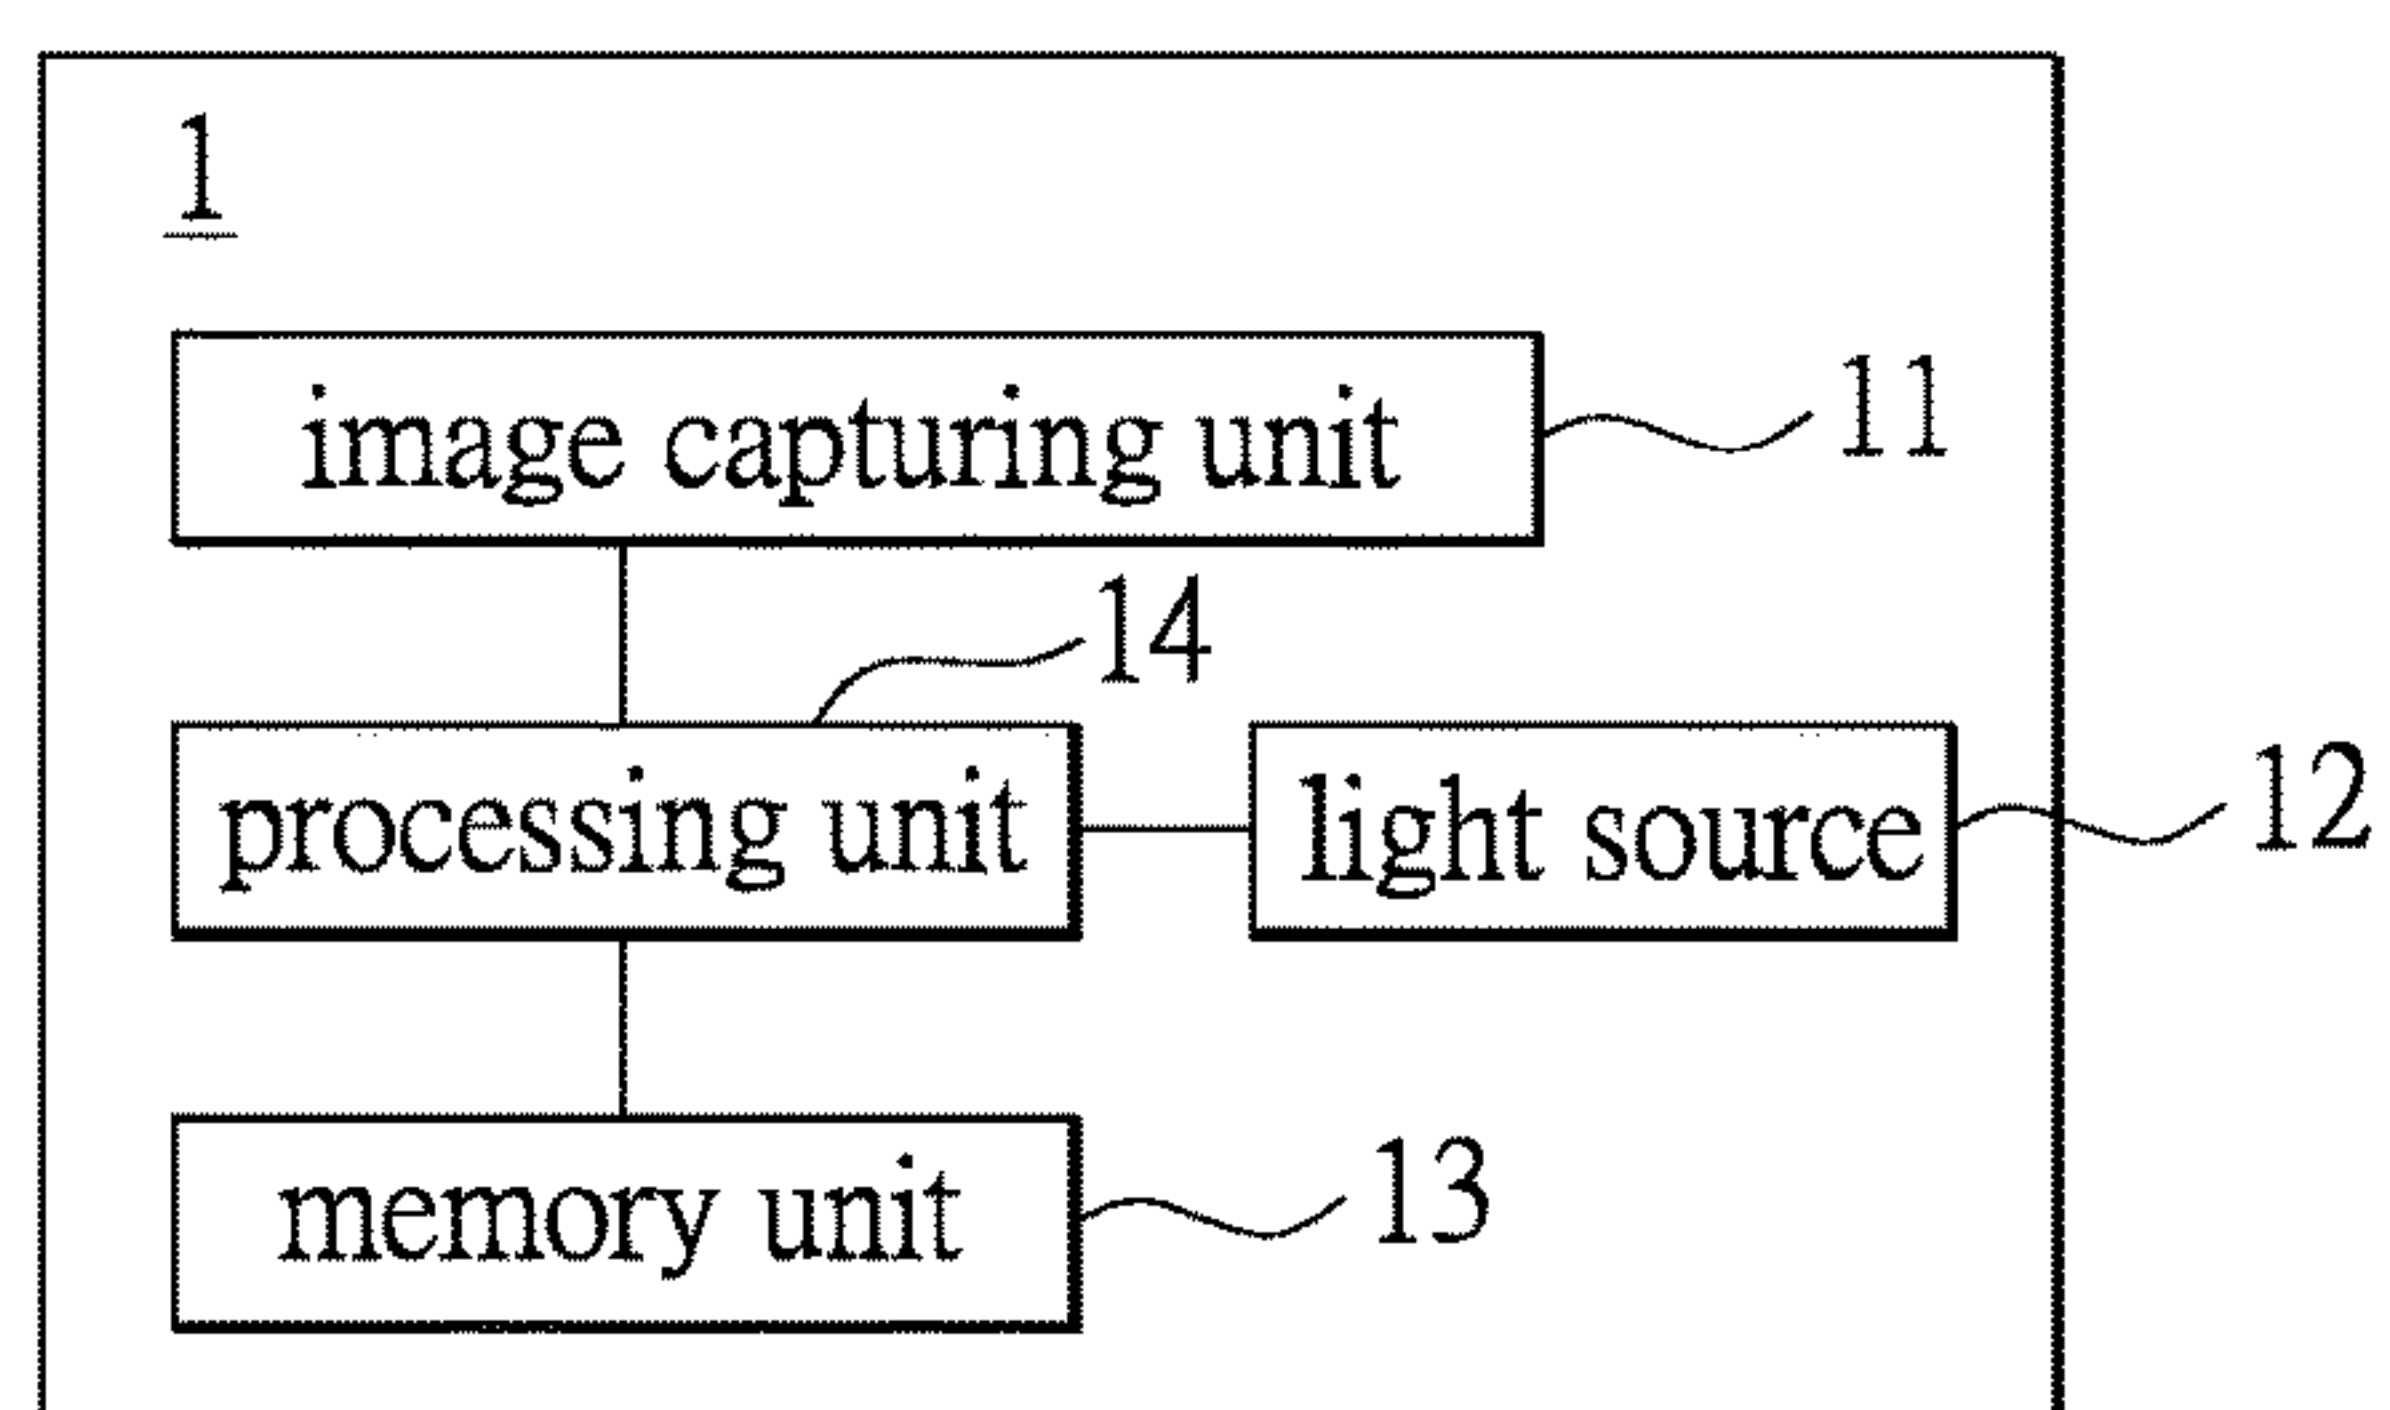 1
image capturing unit 11
14
processing unit light source 12
memory unit 13